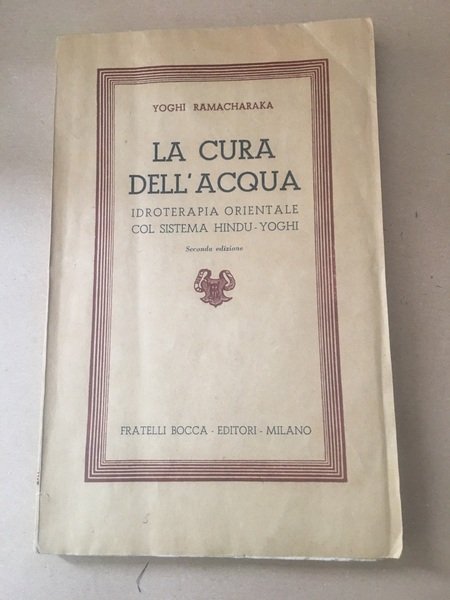 YOGHI RAMACHARAKA
LA CURA
DELL'ACQUA
IDROTERAPIA ORIENTALE
COL SISTEMA HINDU-YOGHI
Seconda edizione
FRATELLI BOCCA - EDITORI - MILANO